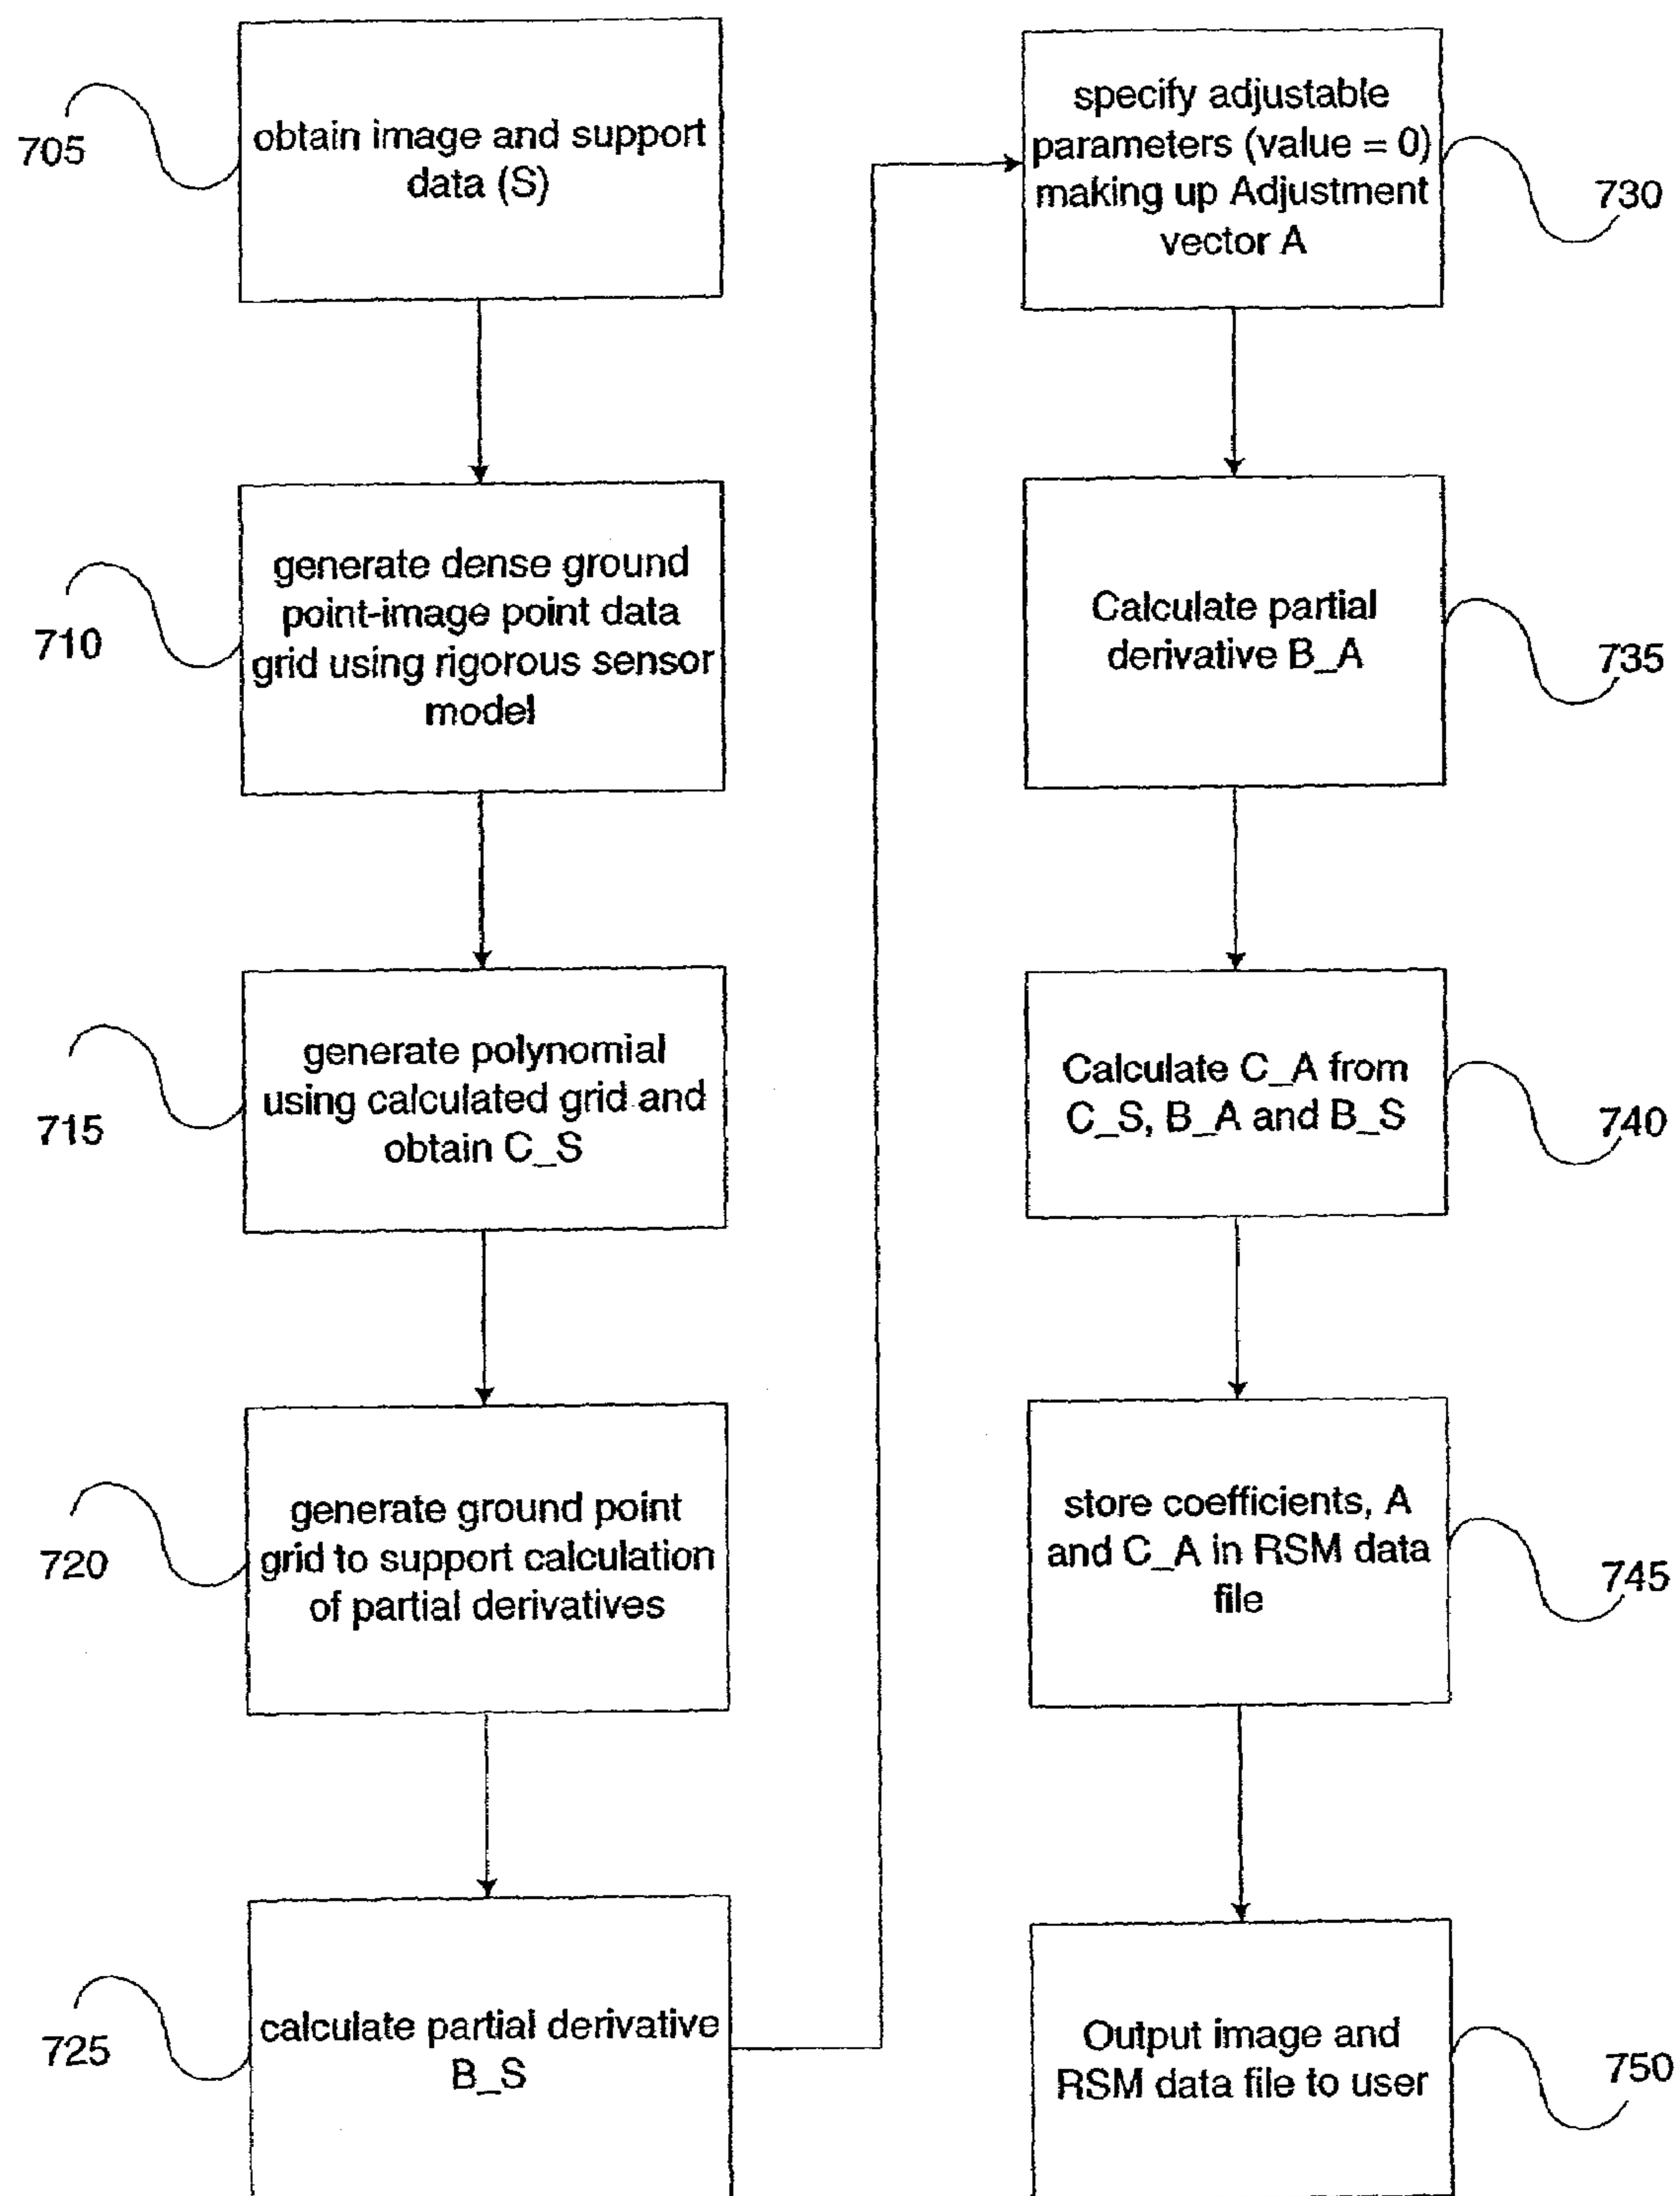 705
obtain image and support
data (S)
710
generate dense ground
point-image point data
grid using rigorous sensor
model
715
generate polynomial
using calculated grid and
obtain C_S
720
generate ground point
grid to support calculation
of partial derivatives
725
calculate partial derivative
B_S
specify adjustable
parameters (value = 0)
making up Adjustment
vector A
730
Calculate partial
derivative B_A
735
Calculate C_A from
C_S, B_A and B_S
740
store coefficients, A
and C_A in RSM data
file
745
Output image and
RSM data file to user
750